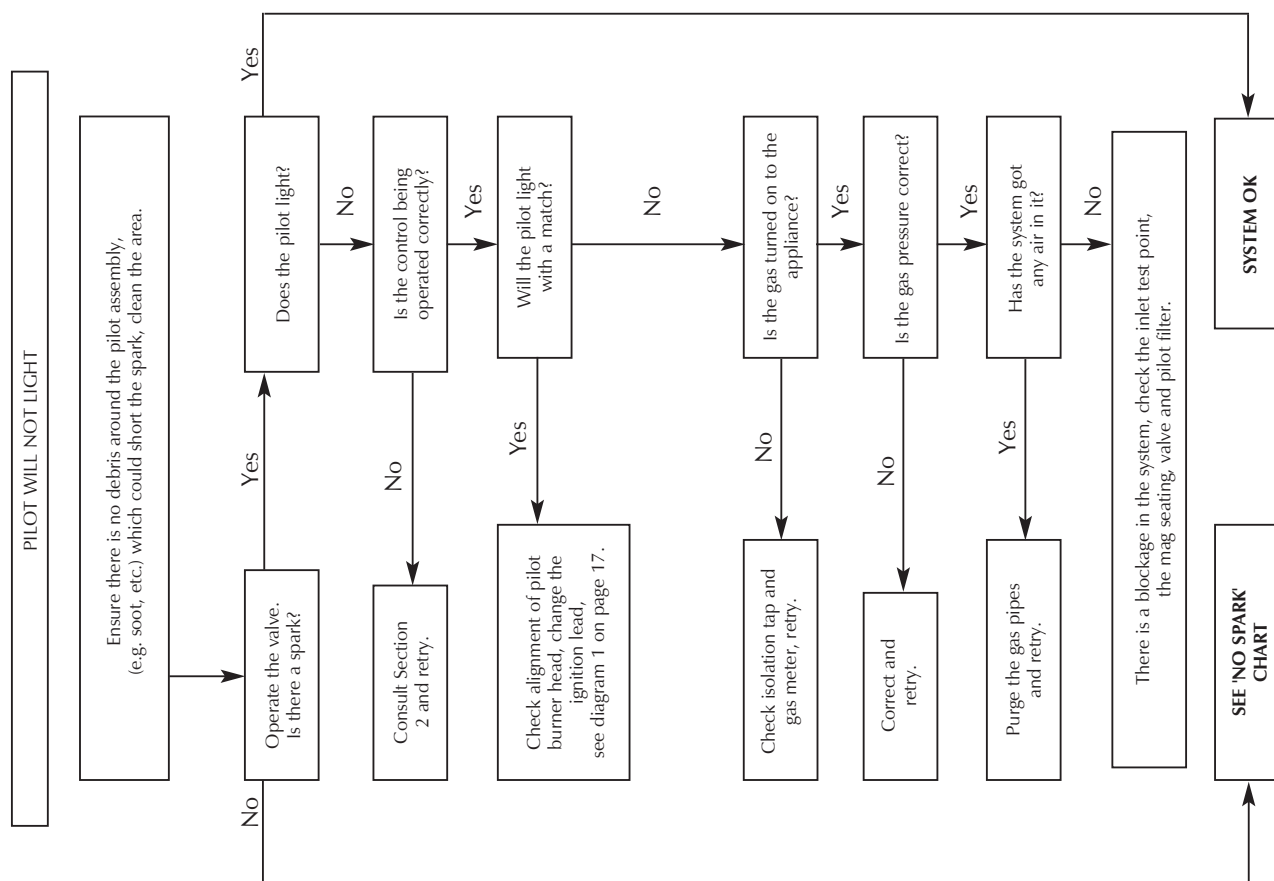 PILOT WILL NOT LIGHT
Ensure there is no debris around the pilot assembly,
(e.g. soot, etc.) which could short the spark, clean the area.
Operate the valve.
Is there a spark?
Yes
No
Does the pilot light?
Yes
No
Is the control being
operated correctly?
No
Consult Section
2 and retry.
Yes
Will the pilot light
with a match?
Yes
Check alignment of pilot
burner head, change the
ignition lead,
see diagram 1 on page 17.
No
Is the gas turned on to the
appliance?
No
Check isolation tap and
gas meter, retry.
Yes
Is the gas pressure correct?
No
Correct and
retry.
Yes
Has the system got
any air in it?
Yes
Purge the gas pipes
and retry.
No
There is a blockage in the system, check the inlet test point,
the mag seating, valve and pilot filter.
SEE 'NO SPARK'
CHART
SYSTEM OK